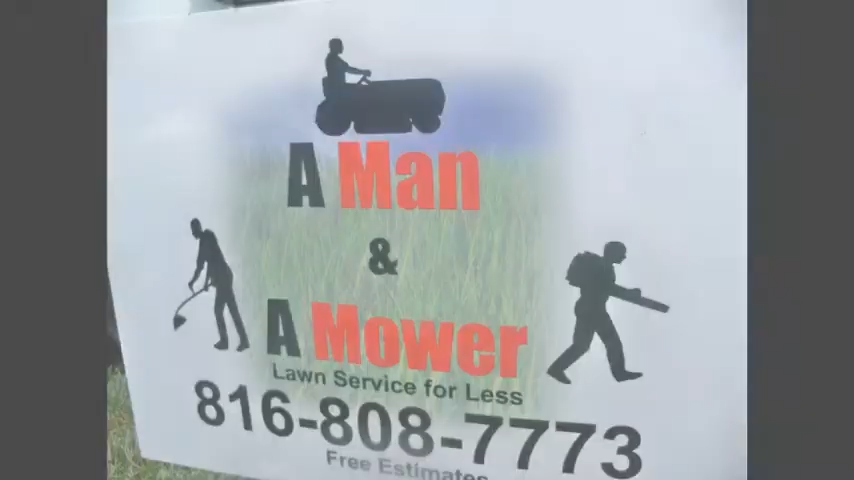 A Man
&
A Mower
Lawn Service for Less
816-808-7773
Free Estimates